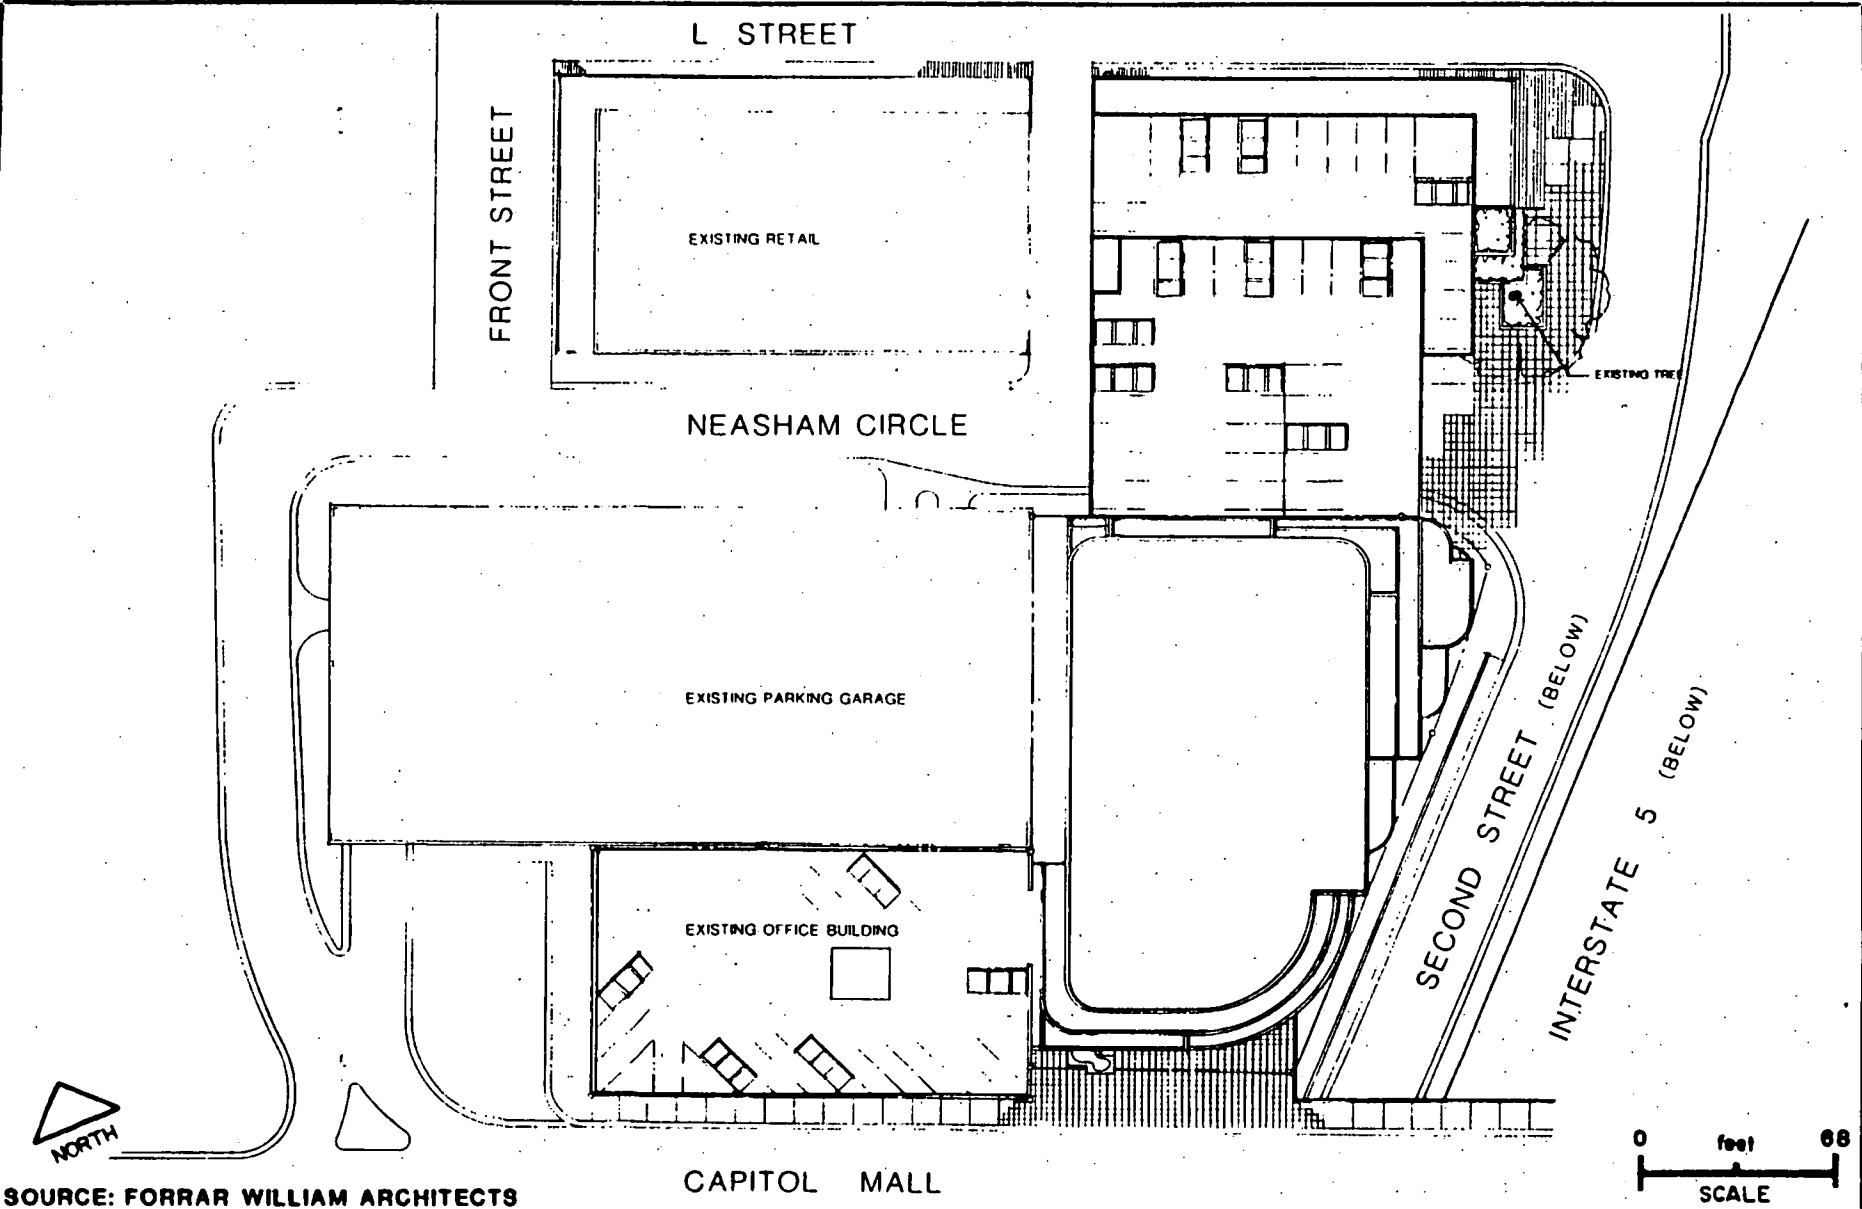 L STREET
FRONT STREET
EXISTING RETAIL
EXISTING TREE
NEASHAM CIRCLE
EXISTING PARKING GARAGE
SECOND STREET (BELOW)
INTERSTATE 5 (BELOW)
EXISTING OFFICE BUILDING
NORTH
0 feet 68
SCALE
CAPITOL MALL
SOURCE: FORRAR WILLIAM ARCHITECTS